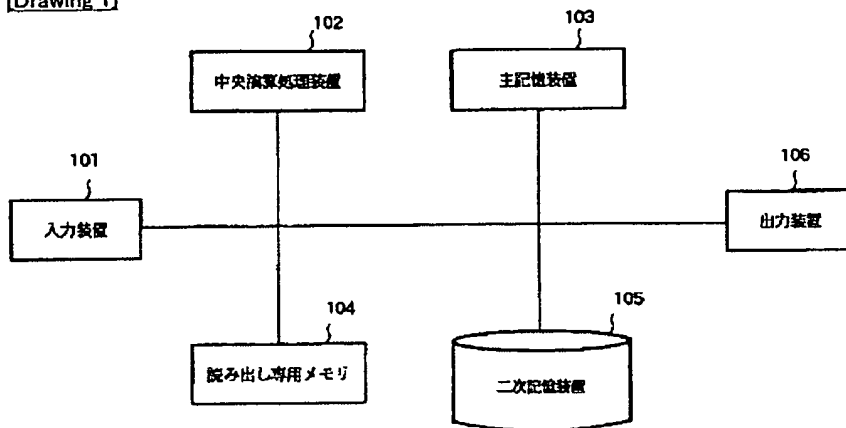 [Drawing 1]
102
中央演算処理装置
103
主記憶装置
101
入力装置
106
出力装置
104
読み出し専用メモリ
105
二次記憶装置